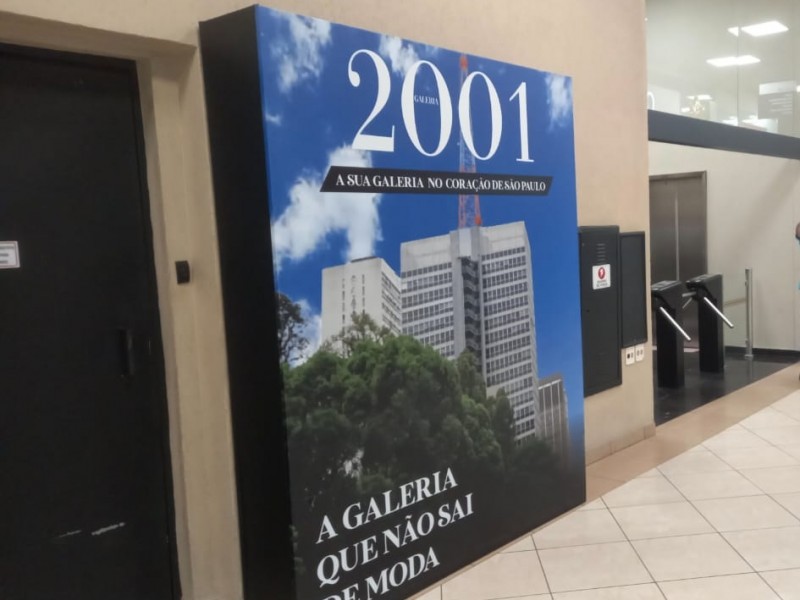 2001
GALERIA
A SUA GALERIA NO CORAÇÃO DE SÃO PAULO
A GALERIA
QUE NÃO SAI
DE MODA